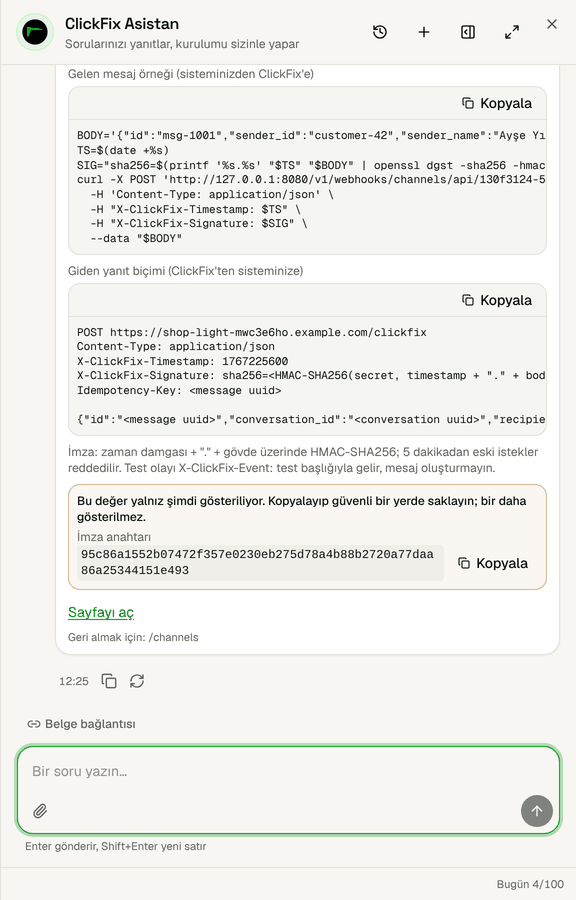 ClickFix Asistan
Sorularınızı yanıtlar, kurulumu sizinle yapar
Gelen mesaj örneği (sisteminizden ClickFix'e)
Kopyala
BODY='{"id":"msg-1001","sender_id":"customer-42","sender_name":"Ayşe Yı
TS=$(date +%s)
SIG="sha256=$(printf '%s.%s' "$TS" "$BODY" | openssl dgst -sha256 -hmac
curl -X POST 'http://127.0.0.1:8080/v1/webhooks/channels/api/130f3124-5
-H 'Content-Type: application/json' \
-H "X-ClickFix-Timestamp: $TS" \
-H "X-ClickFix-Signature: $SIG" \
--data "$BODY"
Giden yanıt biçimi (ClickFix'ten sisteminize)
Kopyala
POST https://shop-light-mwc3e6ho.example.com/clickfix
Content-Type: application/json
X-ClickFix-Timestamp: 1767225600
X-ClickFix-Signature: sha256=<HMAC-SHA256(secret, timestamp + "." + bod
Idempotency-Key: <message uuid>
{"id":"<message uuid>","conversation_id":"<conversation uuid>","recipie
İmza: zaman damgası + "." + gövde üzerinde HMAC-SHA256; 5 dakikadan eski istekler
reddedilir. Test olayı X-ClickFix-Event: test başlığıyla gelir, mesaj oluşturmayın.
Bu değer yalnız şimdi gösteriliyor. Kopyalayıp güvenli bir yerde saklayın; bir daha
gösterilmez.
İmza anahtarı
95c86a1552b07472f357e0230eb275d78a4b88b2720a77daa
86a25344151e493
Kopyala
Sayfayı aç
Geri almak için: /channels
12:25
Belge bağlantısı
Bir soru yazın...
Enter gönderir, Shift+Enter yeni satır
Bugün 4/100